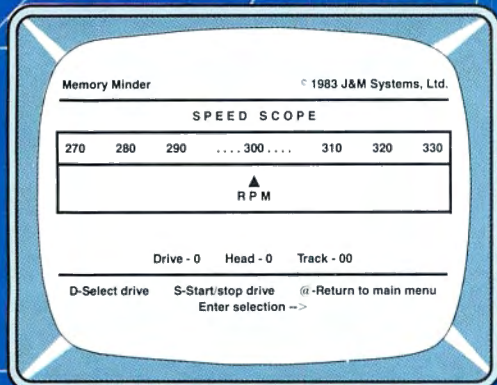 Memory Minder © 1983 J&M Systems, Ltd.
SPEED SCOPE
270 280 290 ....300.... 310 320 330
▲
RPM
Drive - 0 Head - 0 Track - 00
D-Select drive S-Start/stop drive @-Return to main menu
Enter selection -->